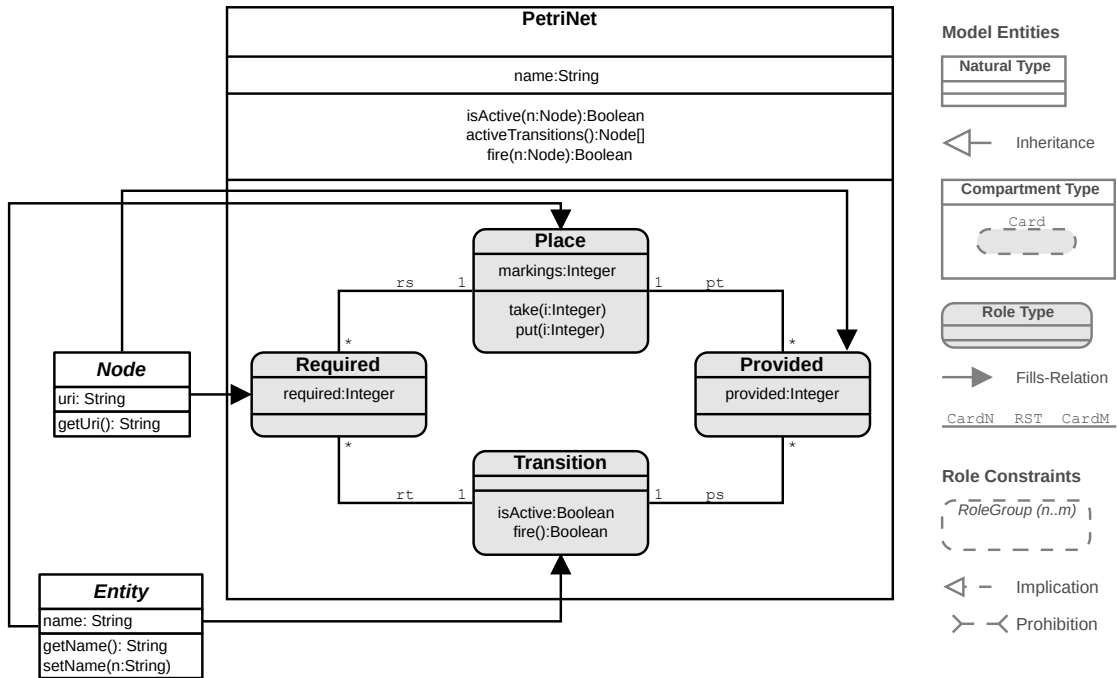 PetriNet
name:String
isActive(n:Node):Boolean
activeTransitions():Node[]
fire(n:Node):Boolean
Place
markings:Integer
take(i:Integer)
put(i:Integer)
rs
1
1
pt
*
*
Node
uri: String
getUri(): String
Required
required:Integer
Provided
provided:Integer
*
*
rt
1
1
ps
Transition
isActive:Boolean
fire():Boolean
Entity
name: String
getName(): String
setName(n:String)
Model Entities
Natural Type
Inheritance
Compartment Type
Card
Role Type
Fills-Relation
CardN RST CardM
Role Constraints
RoleGroup (n..m)
Implication
Prohibition